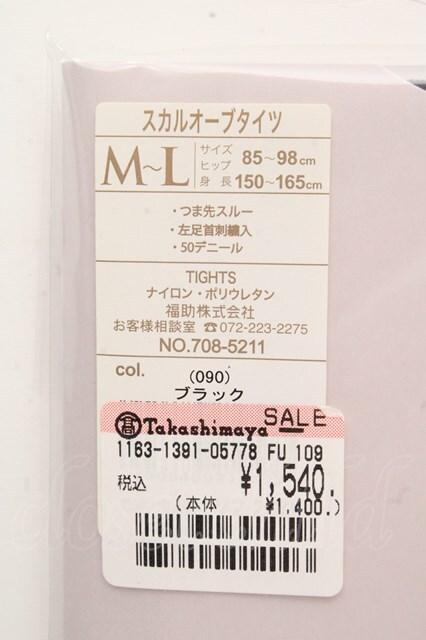 スカルオーブタイツ
M~L サイズ ヒップ 85~98cm
身長 150~165cm
・つま先スルー
・左足首刺繍入
・50デニール
TIGHTS
ナイロン・ポリウレタン
福助株式会社
お客様相談室 ☎072-223-2275
NO.708-5211
col. (090)
ブラック
髙 Takashimaya SALE
1163-1391-05778 FU 109
税込 ¥1,540.
(本体 ¥1,400.)